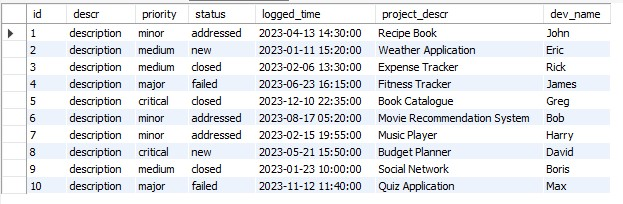 id descr priority status logged_time project_descr dev_name
1 description minor addressed 2023-04-13 14:30:00 Recipe Book John
2 description medium new 2023-01-11 15:20:00 Weather Application Eric
3 description medium closed 2023-02-06 13:30:00 Expense Tracker Rick
4 description major failed 2023-06-23 16:15:00 Fitness Tracker James
5 description critical closed 2023-12-10 22:35:00 Book Catalogue Greg
6 description minor addressed 2023-08-17 05:20:00 Movie Recommendation System Bob
7 description minor addressed 2023-02-15 19:55:00 Music Player Harry
8 description critical new 2023-05-21 15:50:00 Budget Planner David
9 description medium closed 2023-01-23 10:00:00 Social Network Boris
10 description major failed 2023-11-12 11:40:00 Quiz Application Max